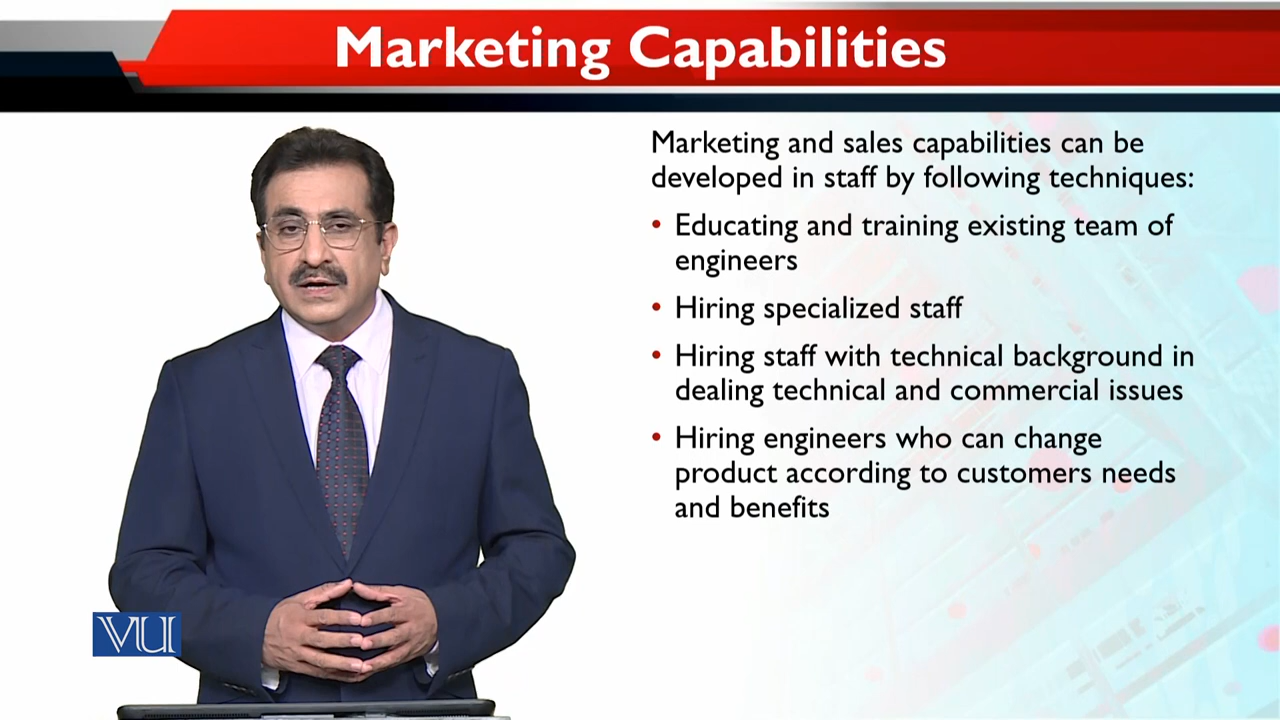 Marketing Capabilities
Marketing and sales capabilities can be
developed in staff by following techniques:
• Educating and training existing team of
engineers
• Hiring specialized staff
• Hiring staff with technical background in
dealing technical and commercial issues
• Hiring engineers who can change
product according to customers needs
and benefits
VU